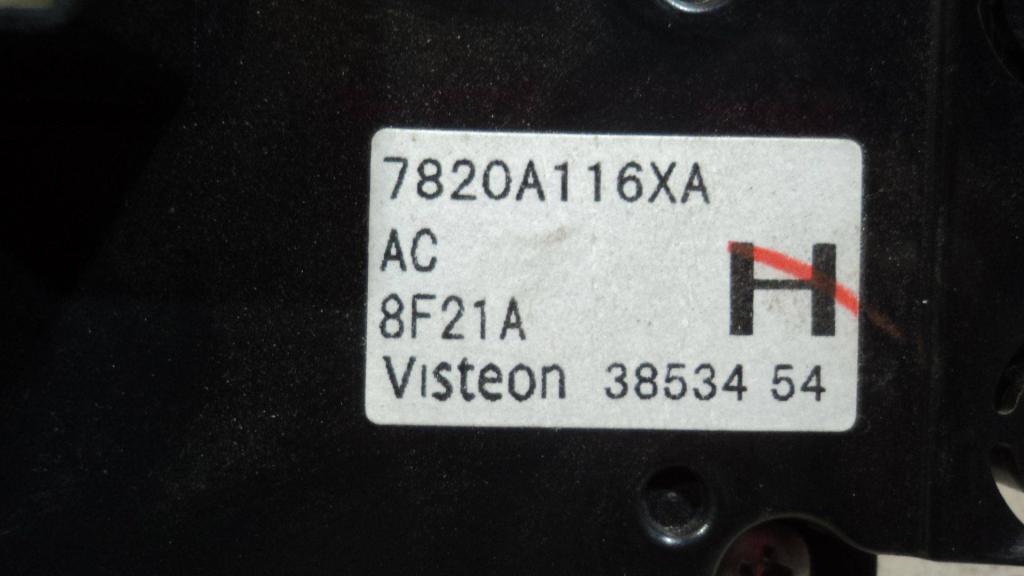 7820A116XA
AC
8F21A
H
Visteon 38534 54